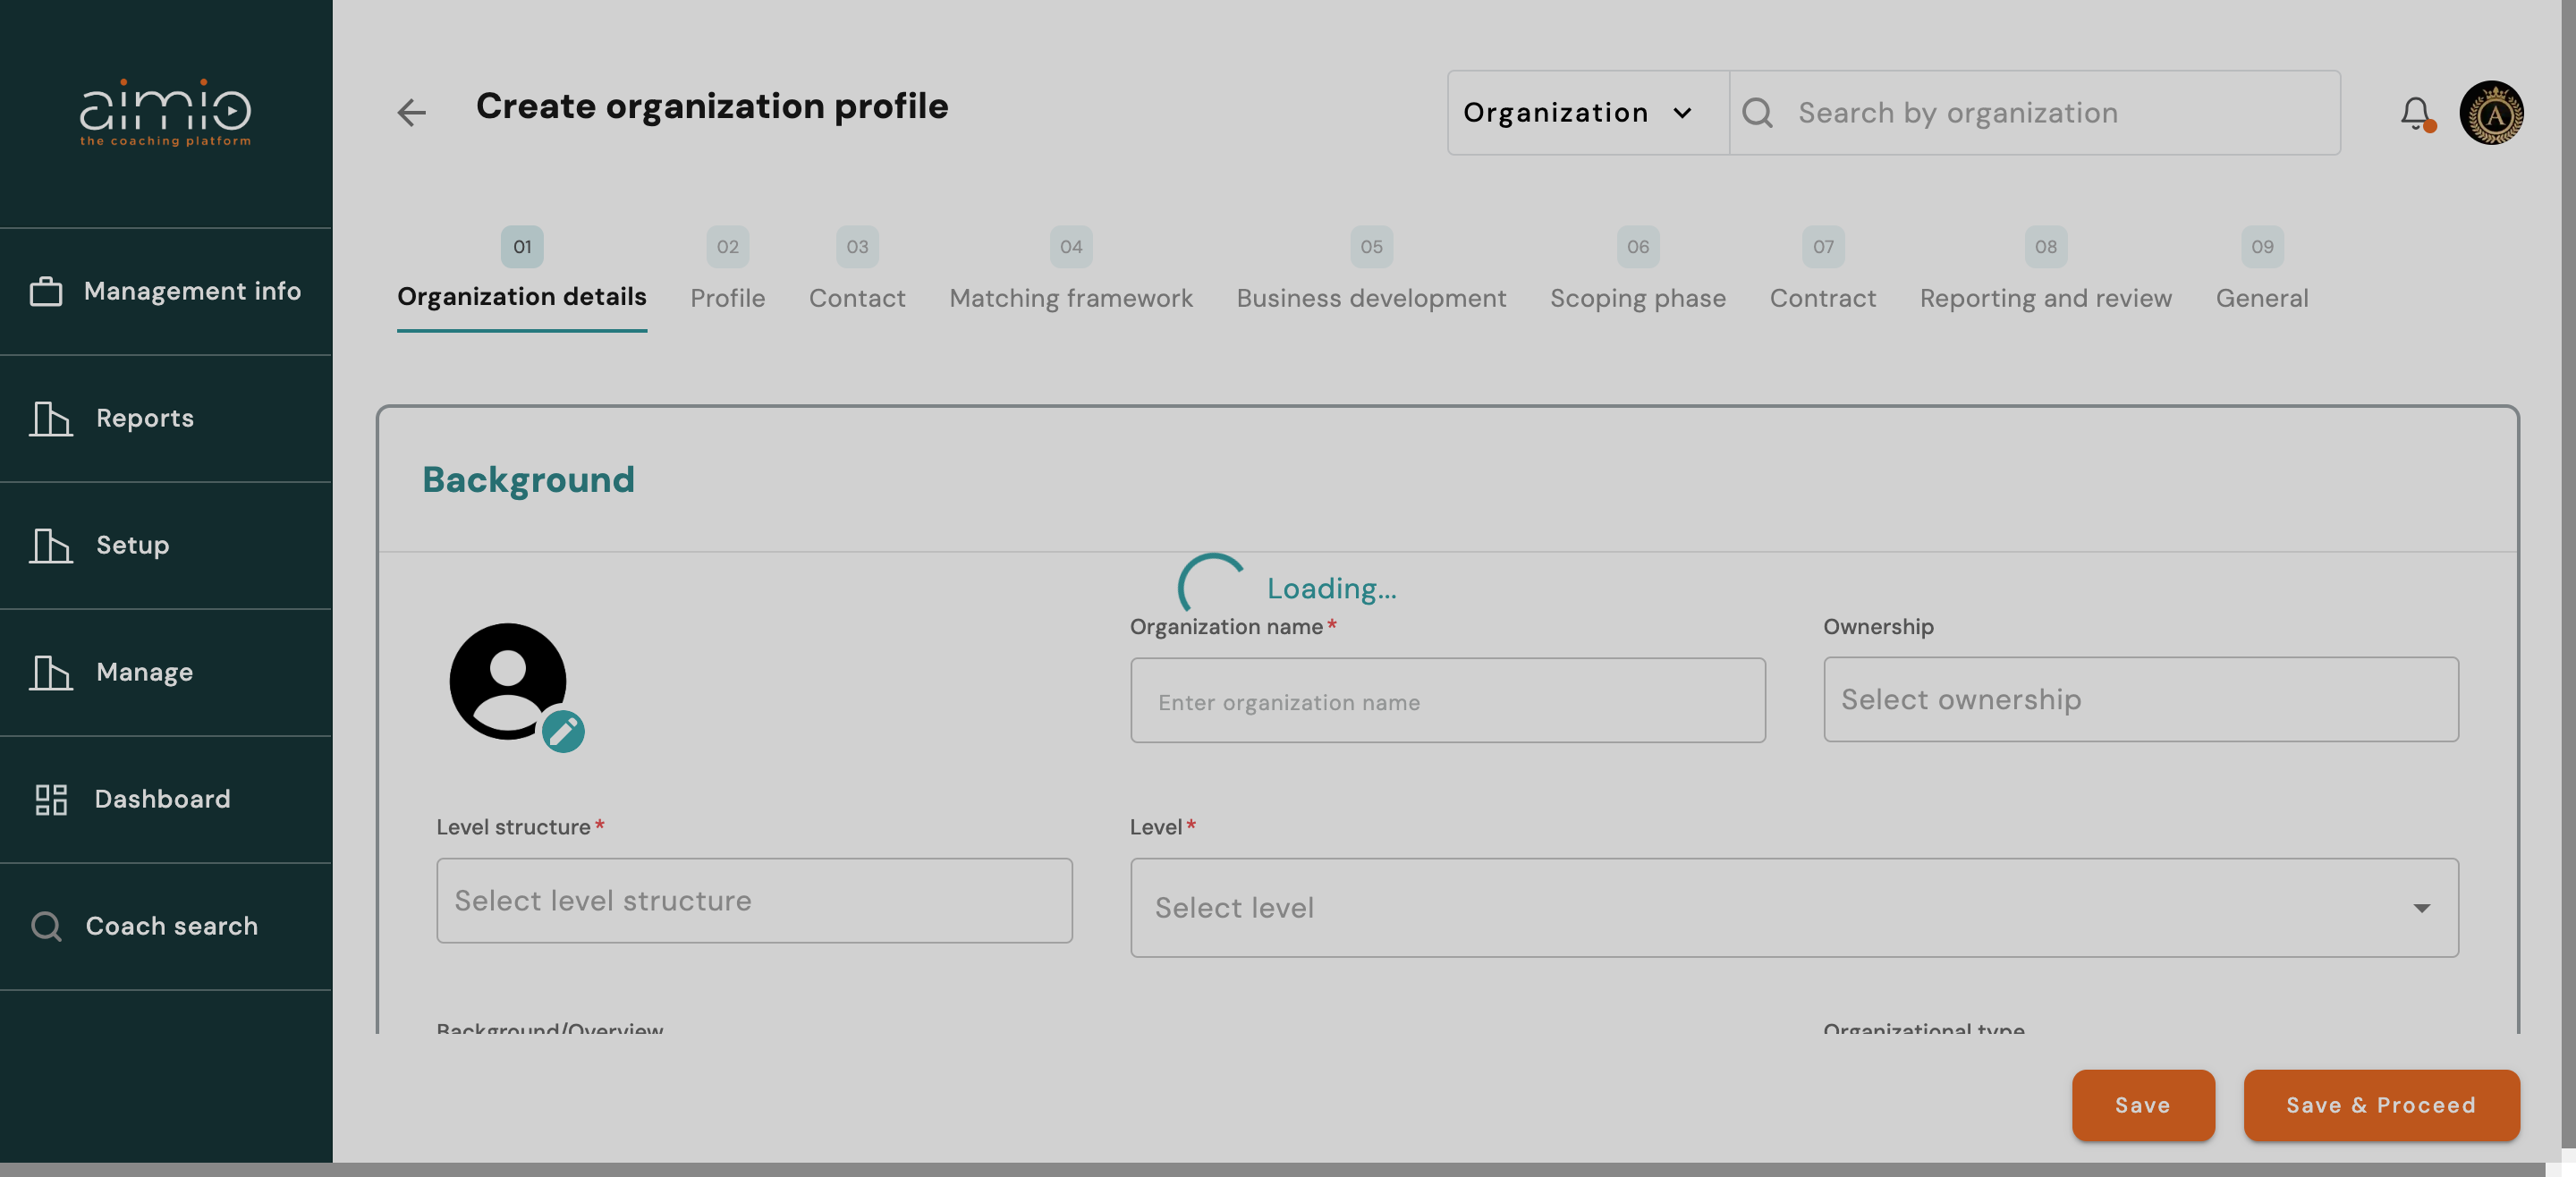 aimio
the coaching platform
Create organization profile
Organization
Search by organization
A
01
02
03
04
05
06
07
08
09
Organization details
Profile
Contact
Matching framework
Business development
Scoping phase
Contract
Reporting and review
General
Management info
Reports
Setup
Manage
Dashboard
Coach search
Background
Loading...
Organization name*
Enter organization name
Ownership
Select ownership
Level structure*
Select level structure
Level*
Select level
Background/Overview
Organizational type
Save
Save & Proceed